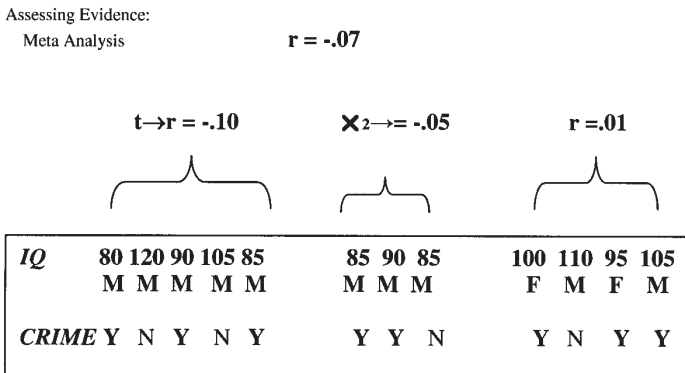 Assessing Evidence:
Meta Analysis r = -.07
t→r = -.10 ×2→= -.05 r =.01
IQ 80 120 90 105 85 85 90 85 100 110 95 105
M M M M M M M M F M F M
CRIME Y N Y N Y Y Y N Y N Y Y